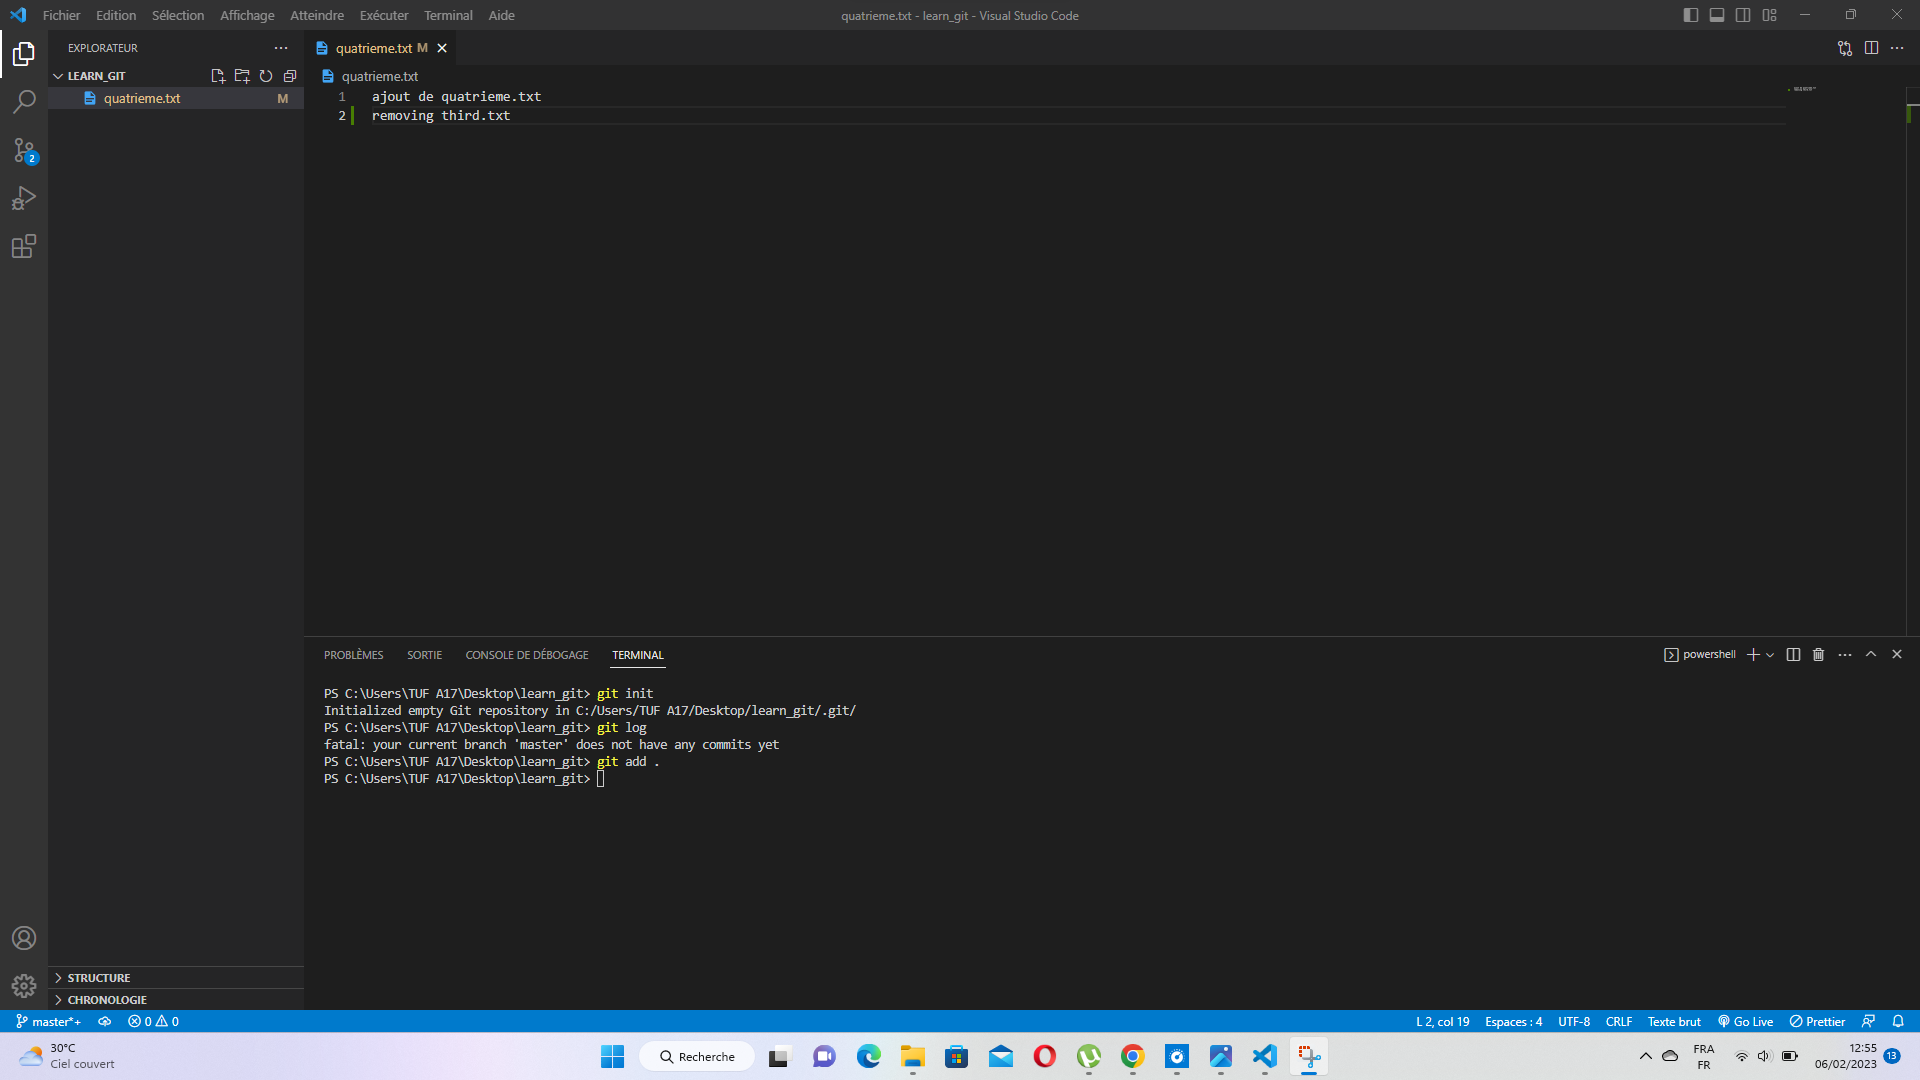 Fichier Edition Sélection Affichage Atteindre Exécuter Terminal Aide
quatrieme.txt - learn_git - Visual Studio Code
EXPLORATEUR
quatrieme.txt M
LEARN_GIT
quatrieme.txt
quatrieme.txt M
1 ajout de quatrieme.txt
2 removing third.txt
2
PROBLÈMES SORTIE CONSOLE DE DÉBOGAGE TERMINAL
powershell
PS C:\Users\TUF A17\Desktop\learn_git> git init
Initialized empty Git repository in C:/Users/TUF A17/Desktop/learn_git/.git/
PS C:\Users\TUF A17\Desktop\learn_git> git log
fatal: your current branch 'master' does not have any commits yet
PS C:\Users\TUF A17\Desktop\learn_git> git add .
PS C:\Users\TUF A17\Desktop\learn_git>
STRUCTURE
CHRONOLOGIE
master*+ 0 0
L 2, col 19 Espaces : 4 UTF-8 CRLF Texte brut Go Live Prettier
30°C
Ciel couvert
Recherche
FRA
FR
12:55
06/02/2023
13